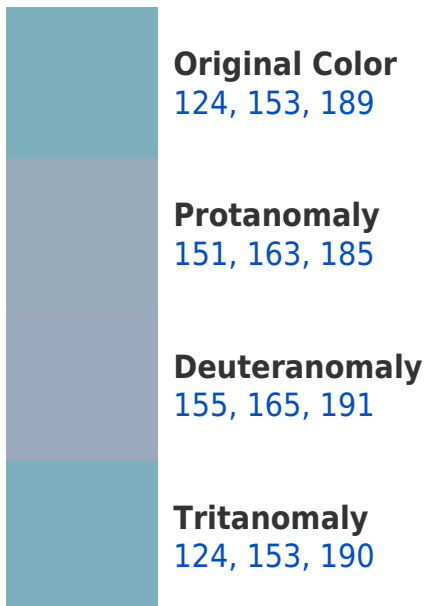 Original Color
124, 153, 189
Protanomaly
151, 163, 185
Deuteranomaly
155, 165, 191
Tritanomaly
124, 153, 190